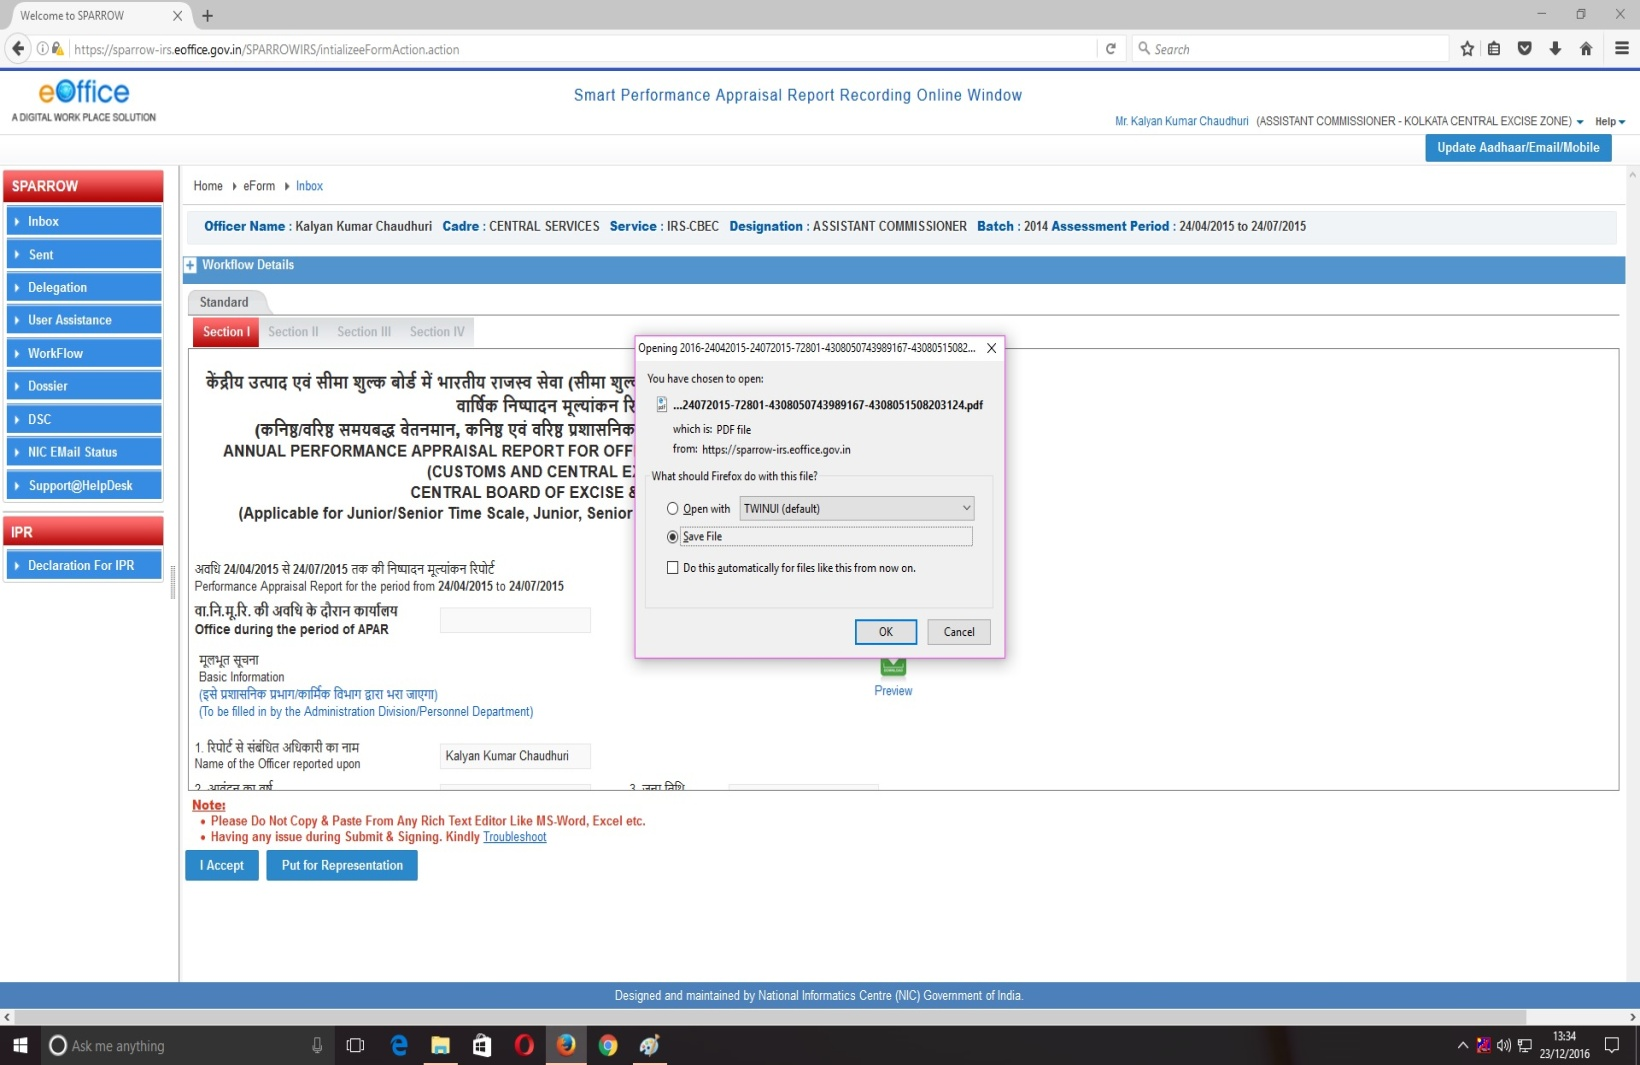 Welcome to SPARROW
https://sparrow-irs.eoffice.gov.in/SPARROWIRS/intializeeFormAction.action
Search
eOffice
A DIGITAL WORK PLACE SOLUTION
Smart Performance Appraisal Report Recording Online Window
Mr. Kalyan Kumar Chaudhuri (ASSISTANT COMMISSIONER - KOLKATA CENTRAL EXCISE ZONE) Help
Update Aadhaar/Email/Mobile
SPARROW
Inbox
Sent
Delegation
User Assistance
WorkFlow
Dossier
DSC
NIC EMail Status
Support@HelpDesk
IPR
Declaration For IPR
Home eForm Inbox
Officer Name : Kalyan Kumar Chaudhuri Cadre : CENTRAL SERVICES Service : IRS-CBEC Designation : ASSISTANT COMMISSIONER Batch : 2014 Assessment Period : 24/04/2015 to 24/07/2015
+ Workflow Details
Standard
Section I Section II Section III Section IV
केंद्रीय उत्पाद एवं सीमा शुल्क बोर्ड में भारतीय राजस्व सेवा (सीमा शुल्
वार्षिक निष्पादन मूल्यांकन रि
(कनिष्ठ/वरिष्ठ समयबद्ध वेतनमान, कनिष्ठ एवं वरिष्ठ प्रशासनिक
ANNUAL PERFORMANCE APPRAISAL REPORT FOR OFF
(CUSTOMS AND CENTRAL E
CENTRAL BOARD OF EXCISE &
(Applicable for Junior/Senior Time Scale, Junior, Senior
अवधि 24/04/2015 से 24/07/2015 तक की निष्पादन मूल्यांकन रिपोर्ट
Performance Appraisal Report for the period from 24/04/2015 to 24/07/2015
वा.नि.मू.रि. की अवधि के दौरान कार्यालय
Office during the period of APAR
मूलभूत सूचना
Basic Information
(इसे प्रशासनिक प्रभाग/कार्मिक विभाग द्वारा भरा जाएगा)
(To be filled in by the Administration Division/Personnel Department)
1. रिपोर्ट से संबंधित अधिकारी का नाम
Name of the Officer reported upon
Kalyan Kumar Chaudhuri
2. आवंटन का वर्ष
3. जन्म तिथि
Opening 2016-24042015-24072015-72801-4308050743989167-43080515082...
You have chosen to open:
...24072015-72801-4308050743989167-4308051508203124.pdf
which is: PDF file
from: https://sparrow-irs.eoffice.gov.in
What should Firefox do with this file?
Open with TWINUI (default)
Save File
Do this automatically for files like this from now on.
OK Cancel
Preview
Note:
• Please Do Not Copy & Paste From Any Rich Text Editor Like MS-Word, Excel etc.
• Having any issue during Submit & Signing. Kindly Troubleshoot
I Accept Put for Representation
Designed and maintained by National Informatics Centre (NIC) Government of India.
Ask me anything
13:34
23/12/2016